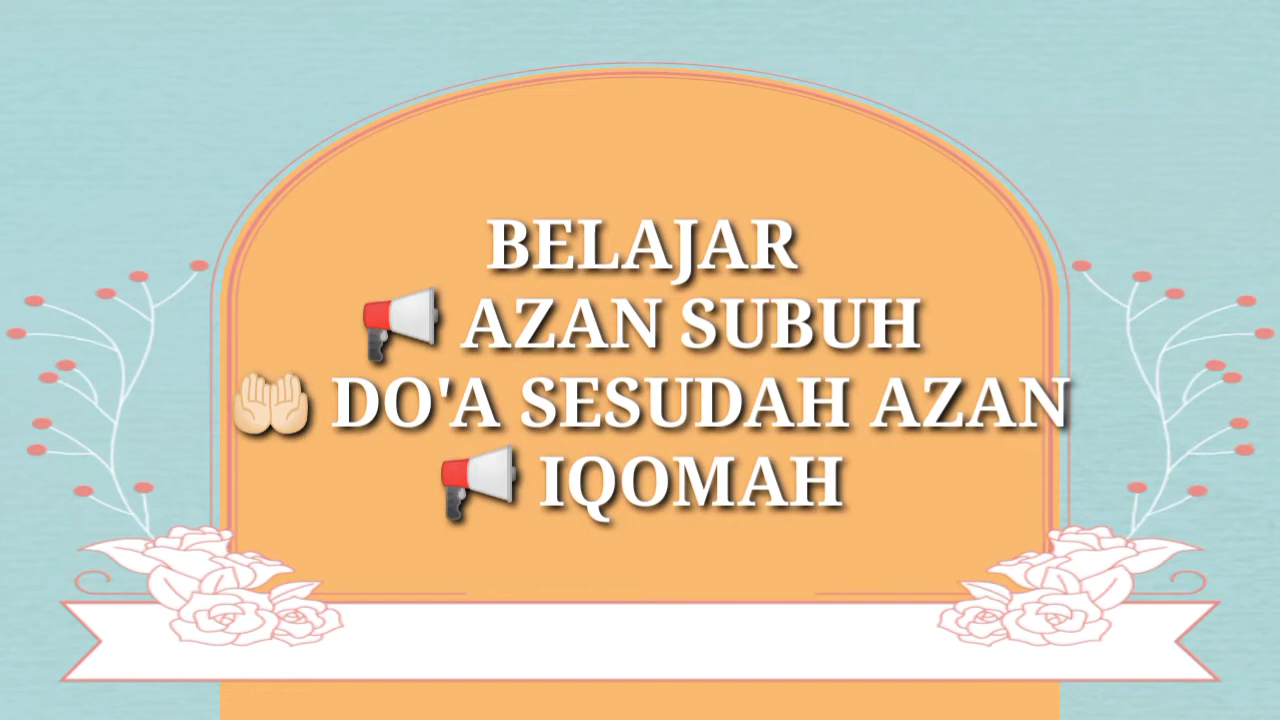 BELAJAR
📢 AZAN SUBUH
🤲🏻 DO'A SESUDAH AZAN
📢 IQOMAH